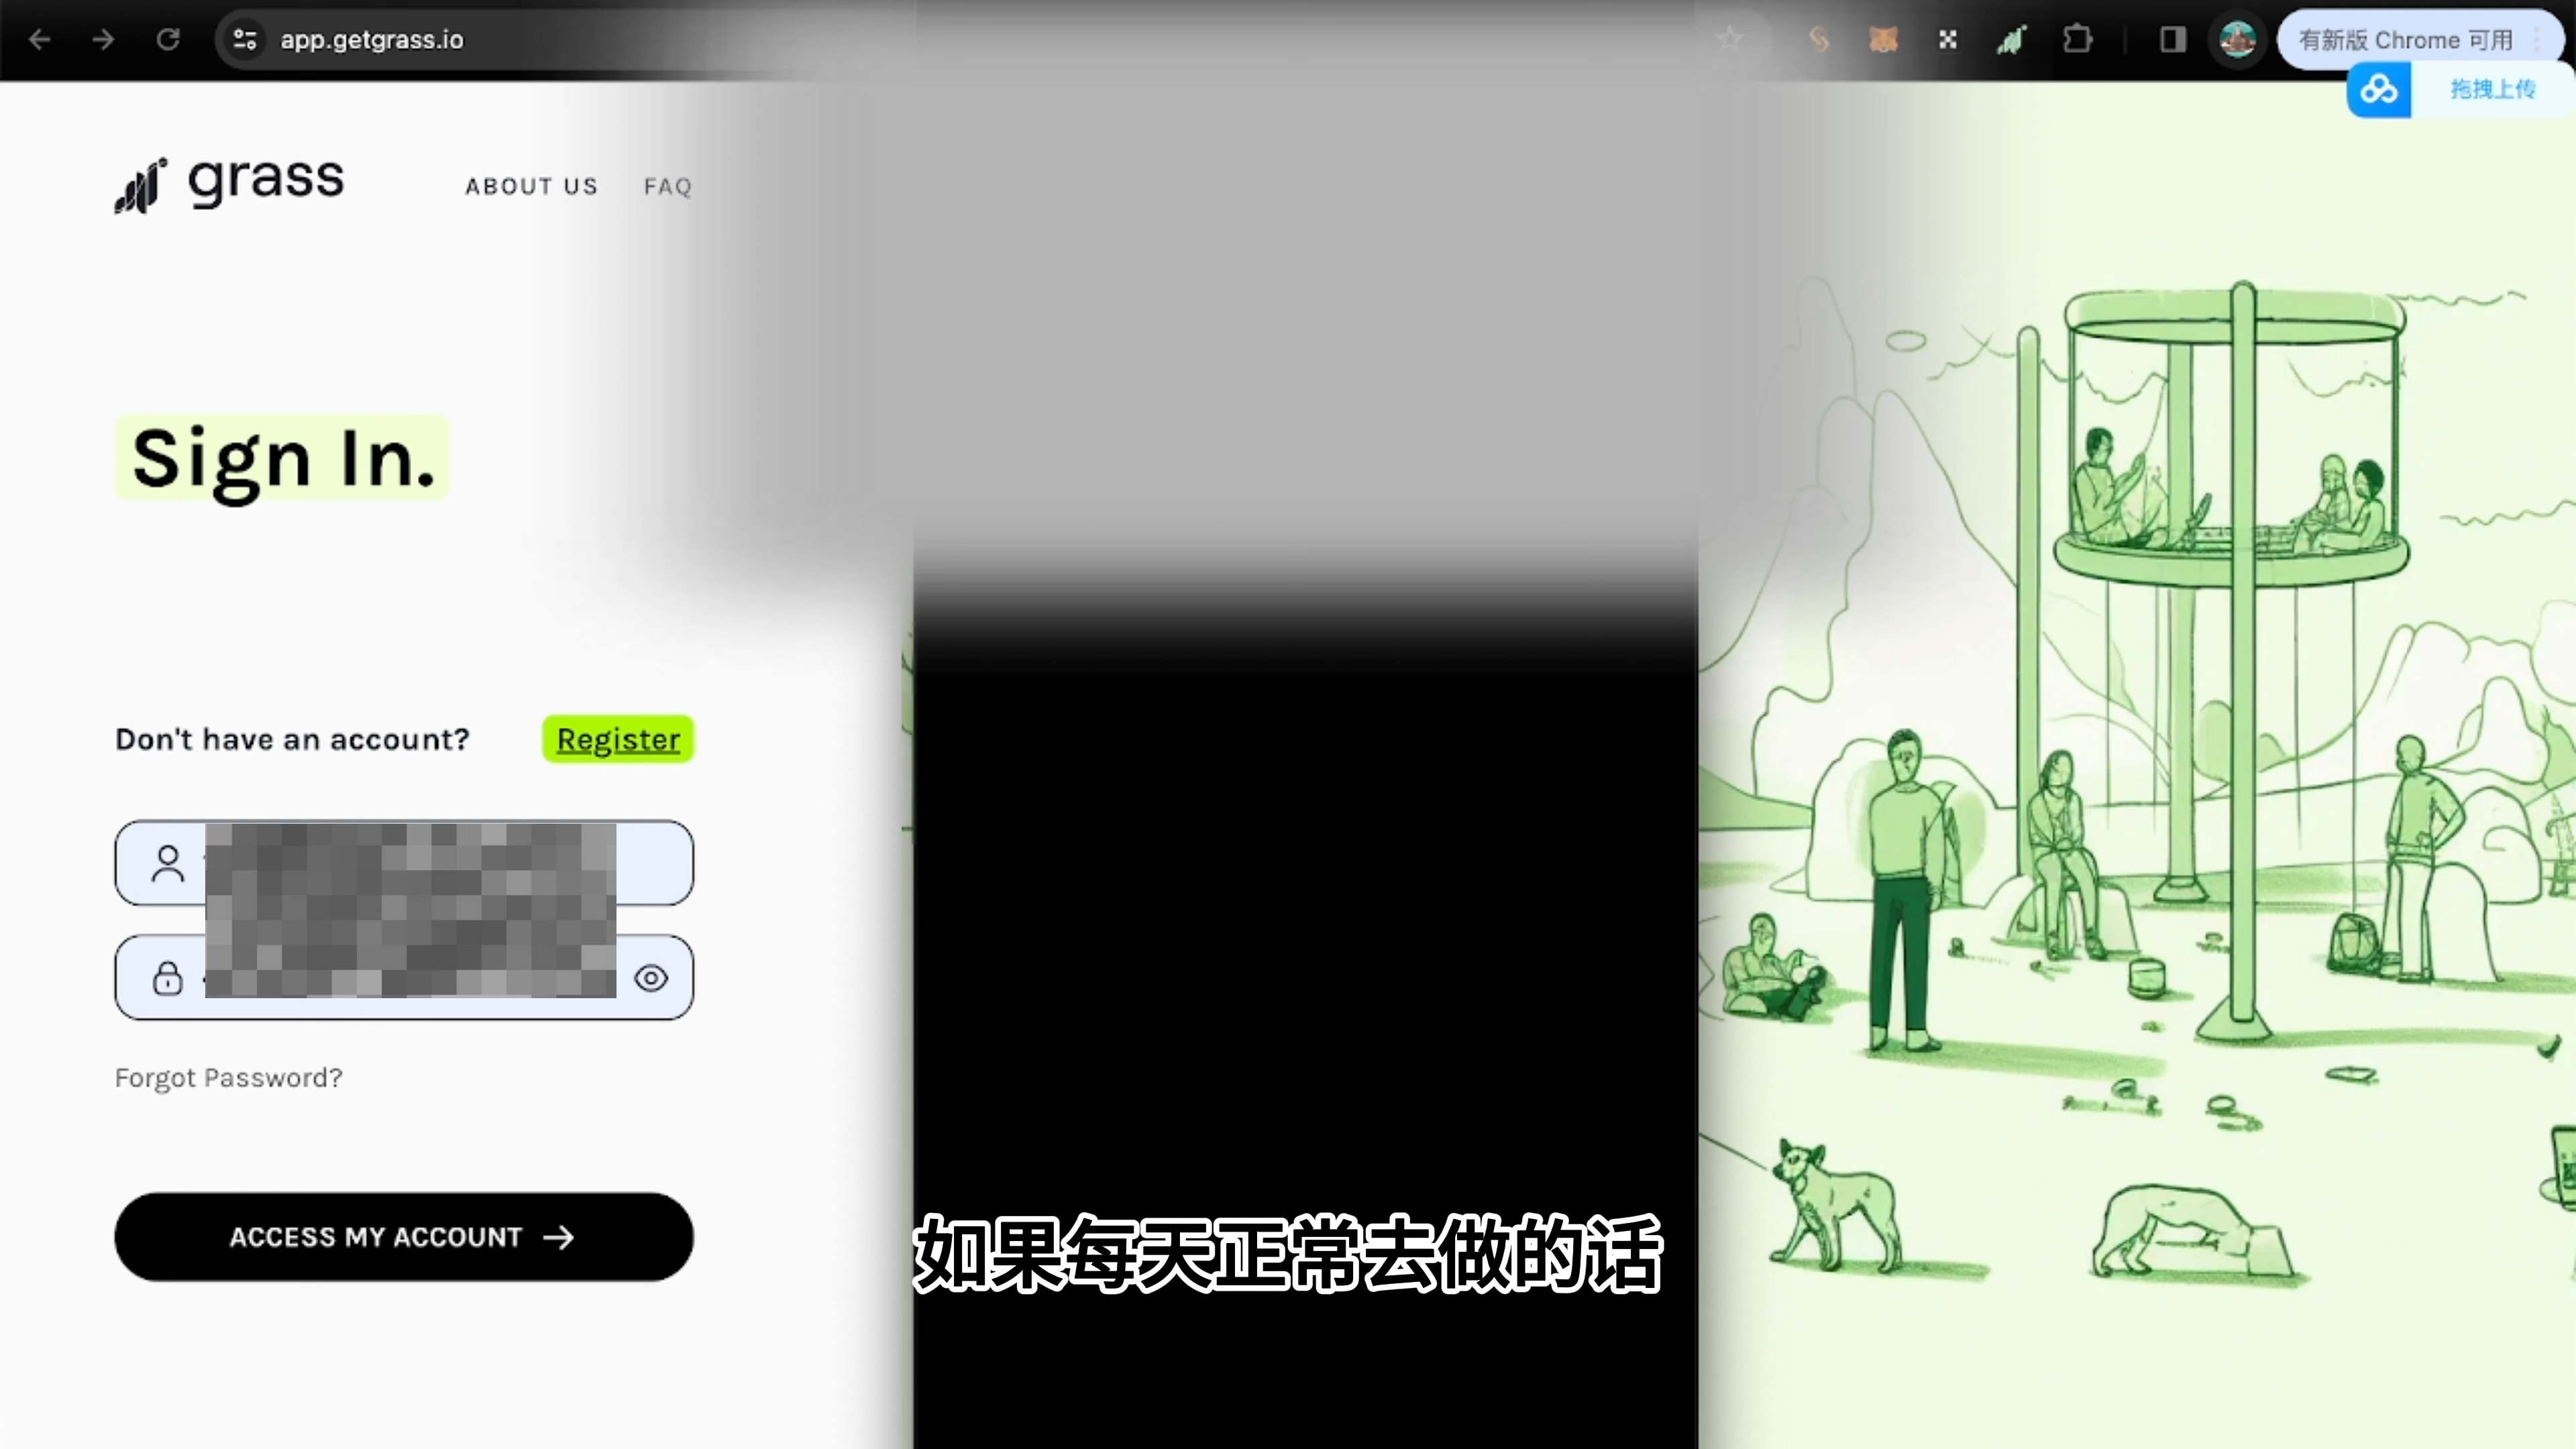 app.getgrass.io
有新版 Chrome 可用
拖拽上传
grass
ABOUT US
FAQ
Sign In.
Don't have an account?
Register
Forgot Password?
ACCESS MY ACCOUNT
如果每天正常去做的话